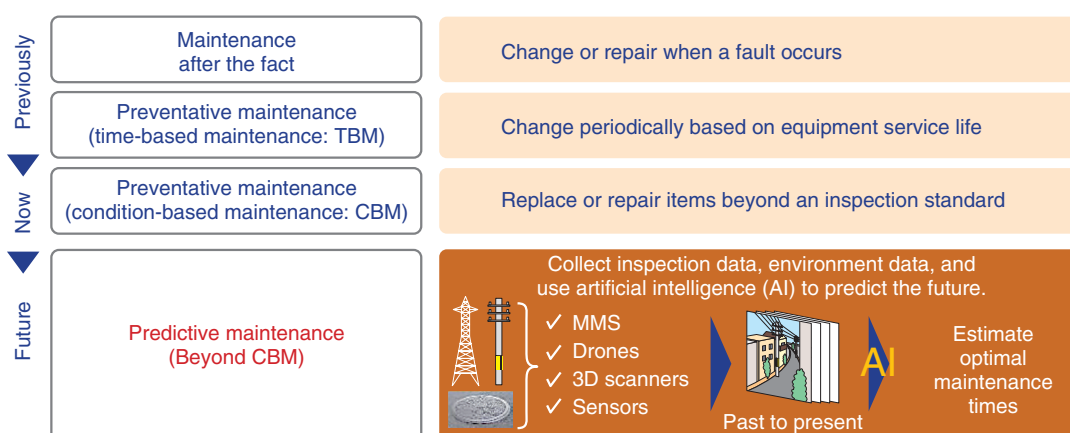 Previously
Maintenance
after the fact
Change or repair when a fault occurs
Preventative maintenance
(time-based maintenance: TBM)
Change periodically based on equipment service life
Now
Preventative maintenance
(condition-based maintenance: CBM)
Replace or repair items beyond an inspection standard
Future
Predictive maintenance
(Beyond CBM)
Collect inspection data, environment data, and
use artificial intelligence (AI) to predict the future.
✓ MMS
✓ Drones
✓ 3D scanners
✓ Sensors
Past to present
AI
Estimate
optimal
maintenance
times